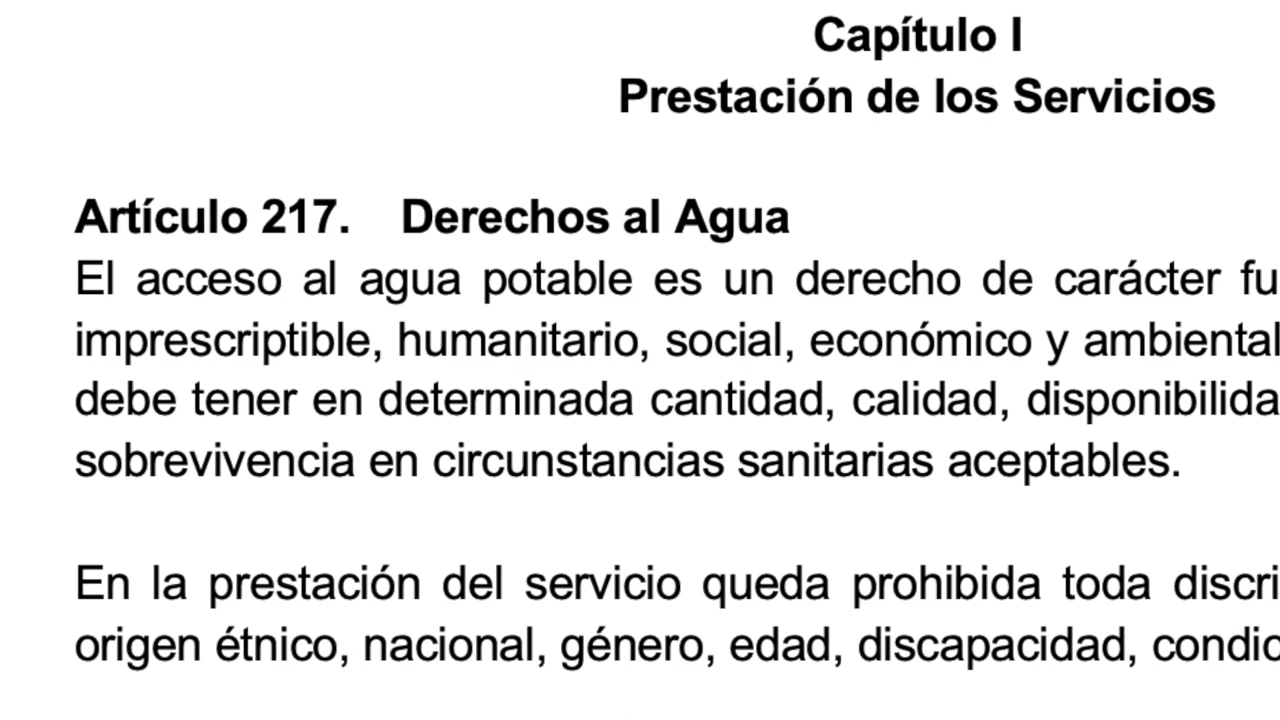 Capítulo I
Prestación de los Servicios
Artículo 217. Derechos al Agua
El acceso al agua potable es un derecho de carácter fu
imprescriptible, humanitario, social, económico y ambiental
debe tener en determinada cantidad, calidad, disponibilida
sobrevivencia en circunstancias sanitarias aceptables.
En la prestación del servicio queda prohibida toda discri
origen étnico, nacional, género, edad, discapacidad, condic